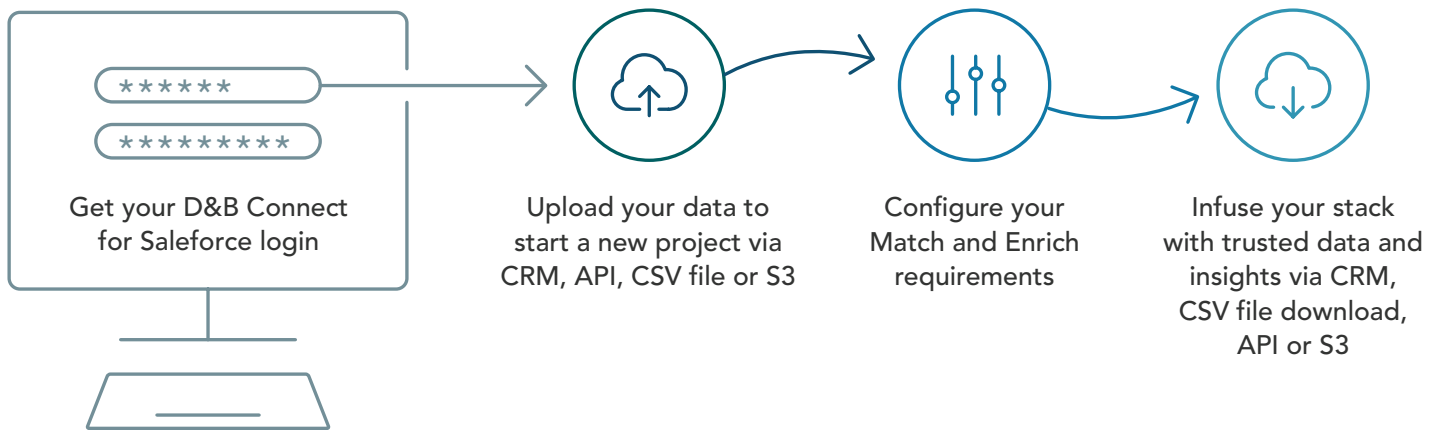 ******
*********
Get your D&B Connect
for Saleforce login
Upload your data to
start a new project via
CRM, API, CSV file or S3
Configure your
Match and Enrich
requirements
Infuse your stack
with trusted data and
insights via CRM,
CSV file download,
API or S3